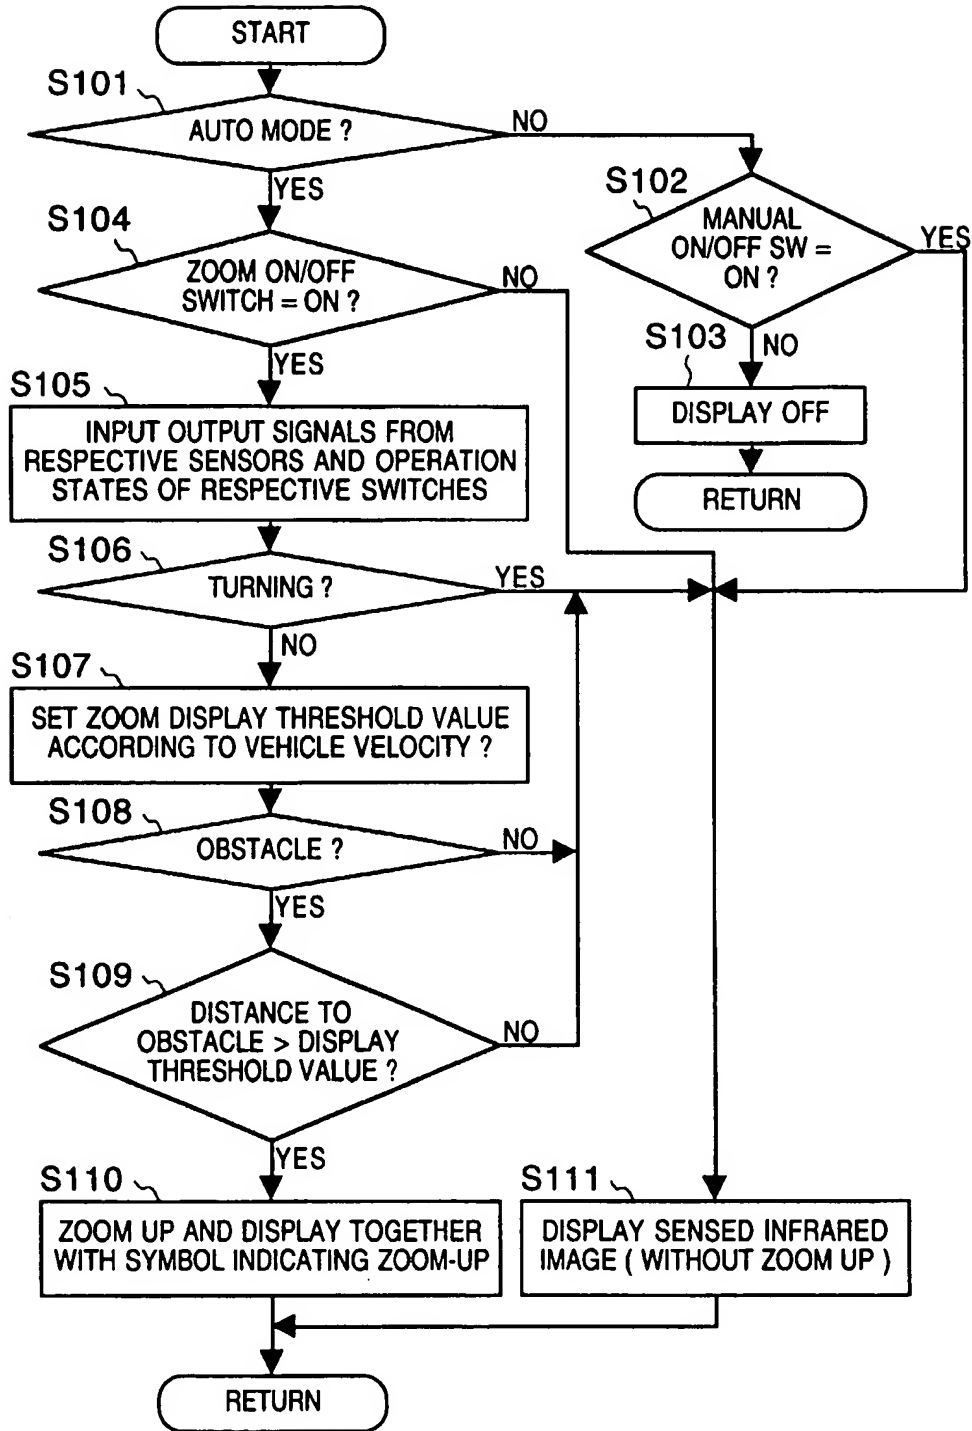 START
S101
AUTO MODE ?
NO
YES
S102
MANUAL
ON/OFF SW =
ON ?
YES
S104
ZOOM ON/OFF
SWITCH = ON ?
NO
YES
S103
NO
DISPLAY OFF
RETURN
S105
INPUT OUTPUT SIGNALS FROM
RESPECTIVE SENSORS AND OPERATION
STATES OF RESPECTIVE SWITCHES
S106
TURNING ?
YES
NO
S107
SET ZOOM DISPLAY THRESHOLD VALUE
ACCORDING TO VEHICLE VELOCITY ?
S108
OBSTACLE ?
NO
YES
S109
DISTANCE TO
OBSTACLE > DISPLAY
THRESHOLD VALUE ?
NO
YES
S110
ZOOM UP AND DISPLAY TOGETHER
WITH SYMBOL INDICATING ZOOM-UP
S111
DISPLAY SENSED INFRARED
IMAGE ( WITHOUT ZOOM UP )
RETURN